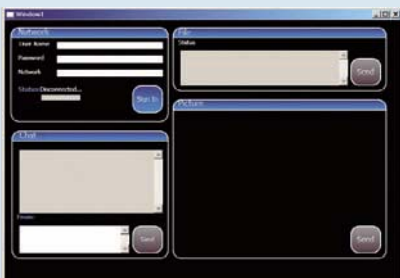 Window1
Network
User Name
Password
Network
Status:Disconnected...
Sign In
Chat
Send
File
Status
Send
Picture
Send